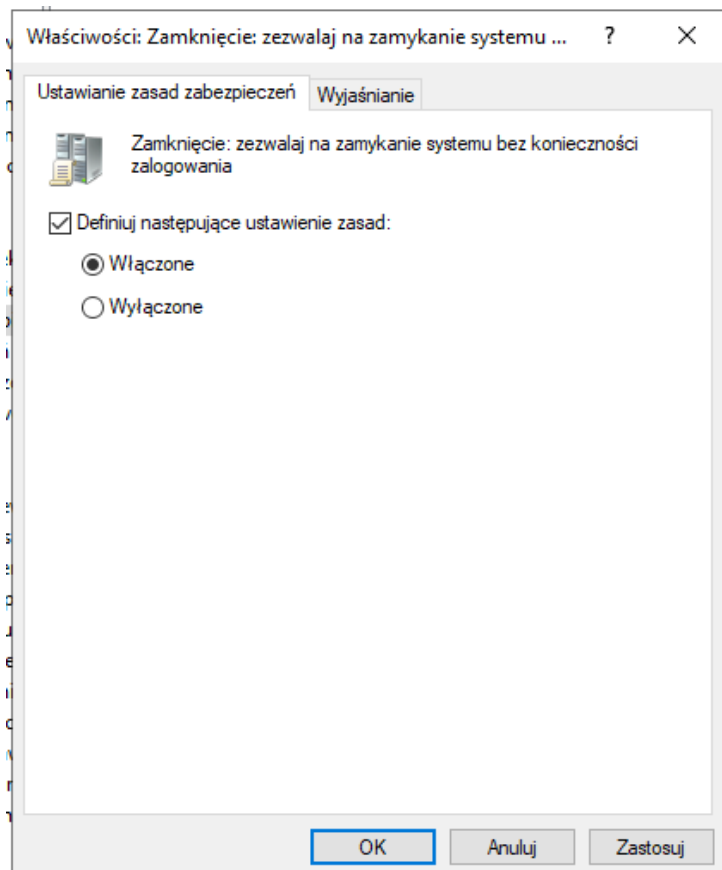 Właściwości: Zamknięcie: zezwalaj na zamykanie systemu ... ? 
Ustawianie zasad zabezpieczeń Wyjaśnianie
Zamknięcie: zezwalaj na zamykanie systemu bez konieczności
zalogowania
Definiuj następujące ustawienie zasad:
Włączone
Wyłączone
OK Anuluj Zastosuj